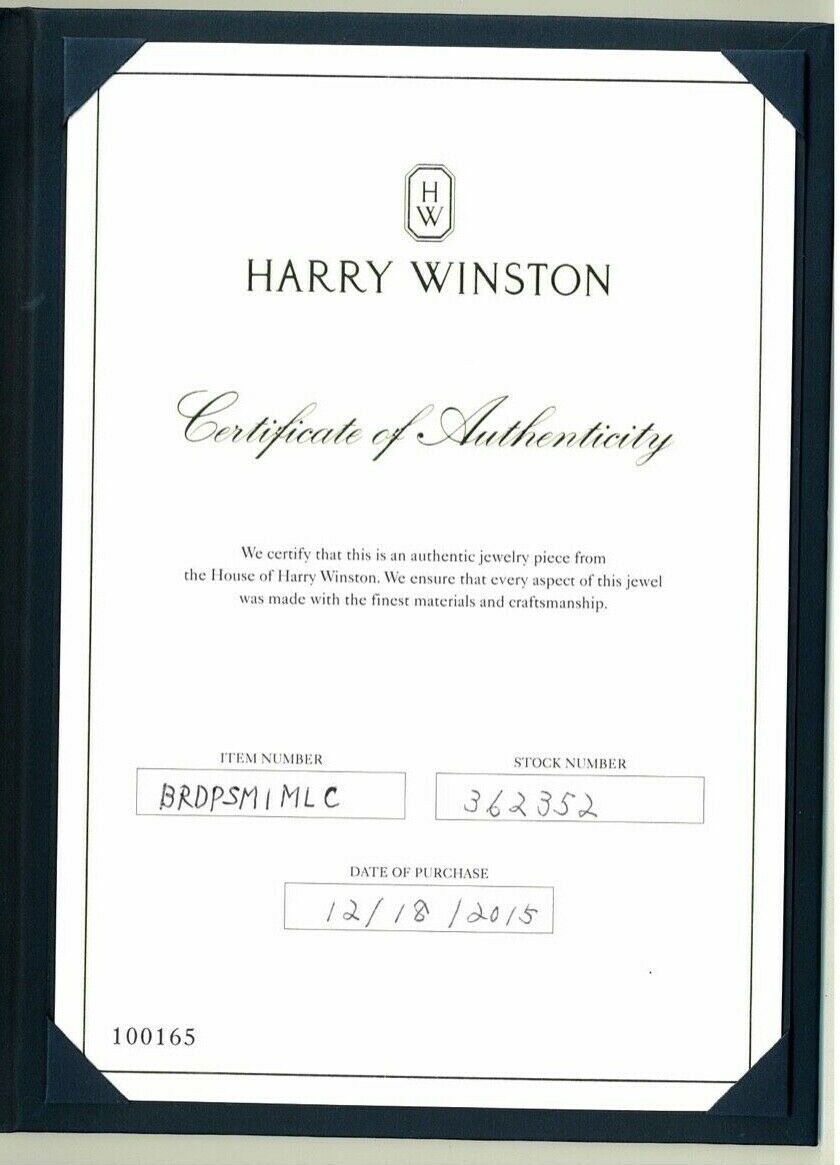 H
W
HARRY WINSTON
Certificate of Authenticity
We certify that this is an authentic jewelry piece from
the House of Harry Winston. We ensure that every aspect of this jewel
was made with the finest materials and craftsmanship.
ITEM NUMBER
BRDPSM1MLC
STOCK NUMBER
362352
DATE OF PURCHASE
12/18/2015
100165